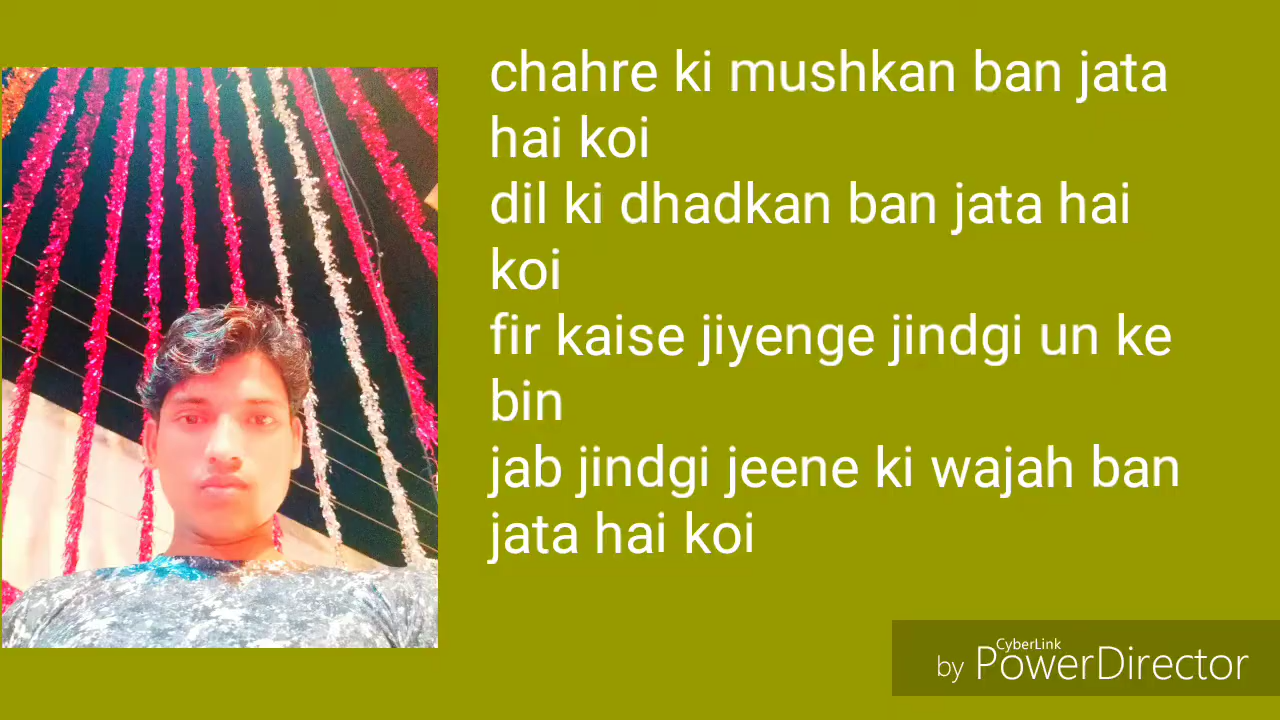 chahre ki mushkan ban jata
hai koi
dil ki dhadkan ban jata hai
koi
fir kaise jiyenge jindgi un ke
bin
jab jindgi jeene ki wajah ban
jata hai koi
CyberLink
by PowerDirector